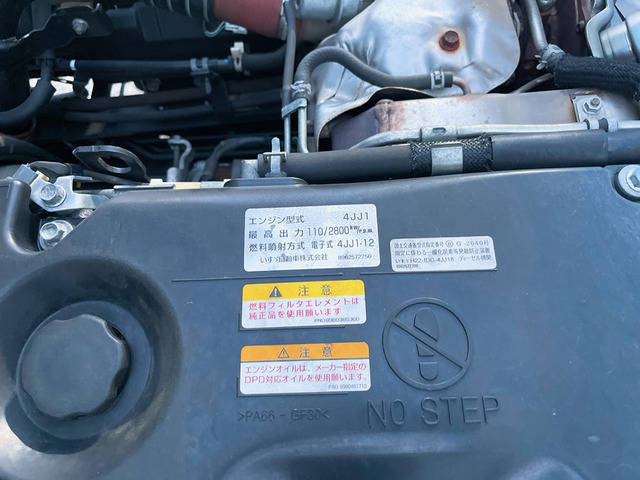 エンジン型式 4JJ1
最高出力 110/2800 kW/r.p.m
燃料噴射方式 電子式 4JJ1-12
いすゞ自動車株式会社 8982572750
⚠ 注意
燃料フィルタエレメントは
純正品を使用願います
⚠ 注意
エンジンオイルは、メーカー指定の
DPD対応オイルを使用願います。
>PA66-GF30<
NO STEP